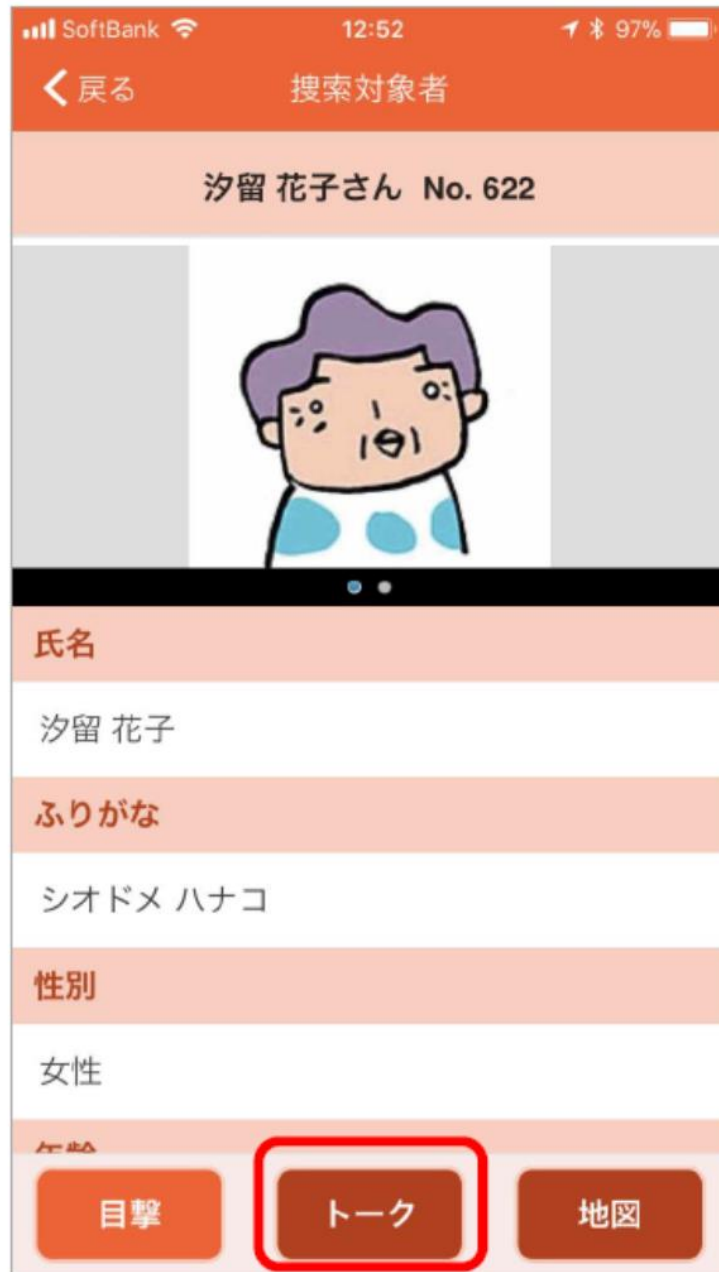 SoftBank 12:52 97%
戻る 捜索対象者
汐留 花子さん No. 622
氏名
汐留 花子
ふりがな
シオドメ ハナコ
性別
女性
年齢
目撃 トーク 地図